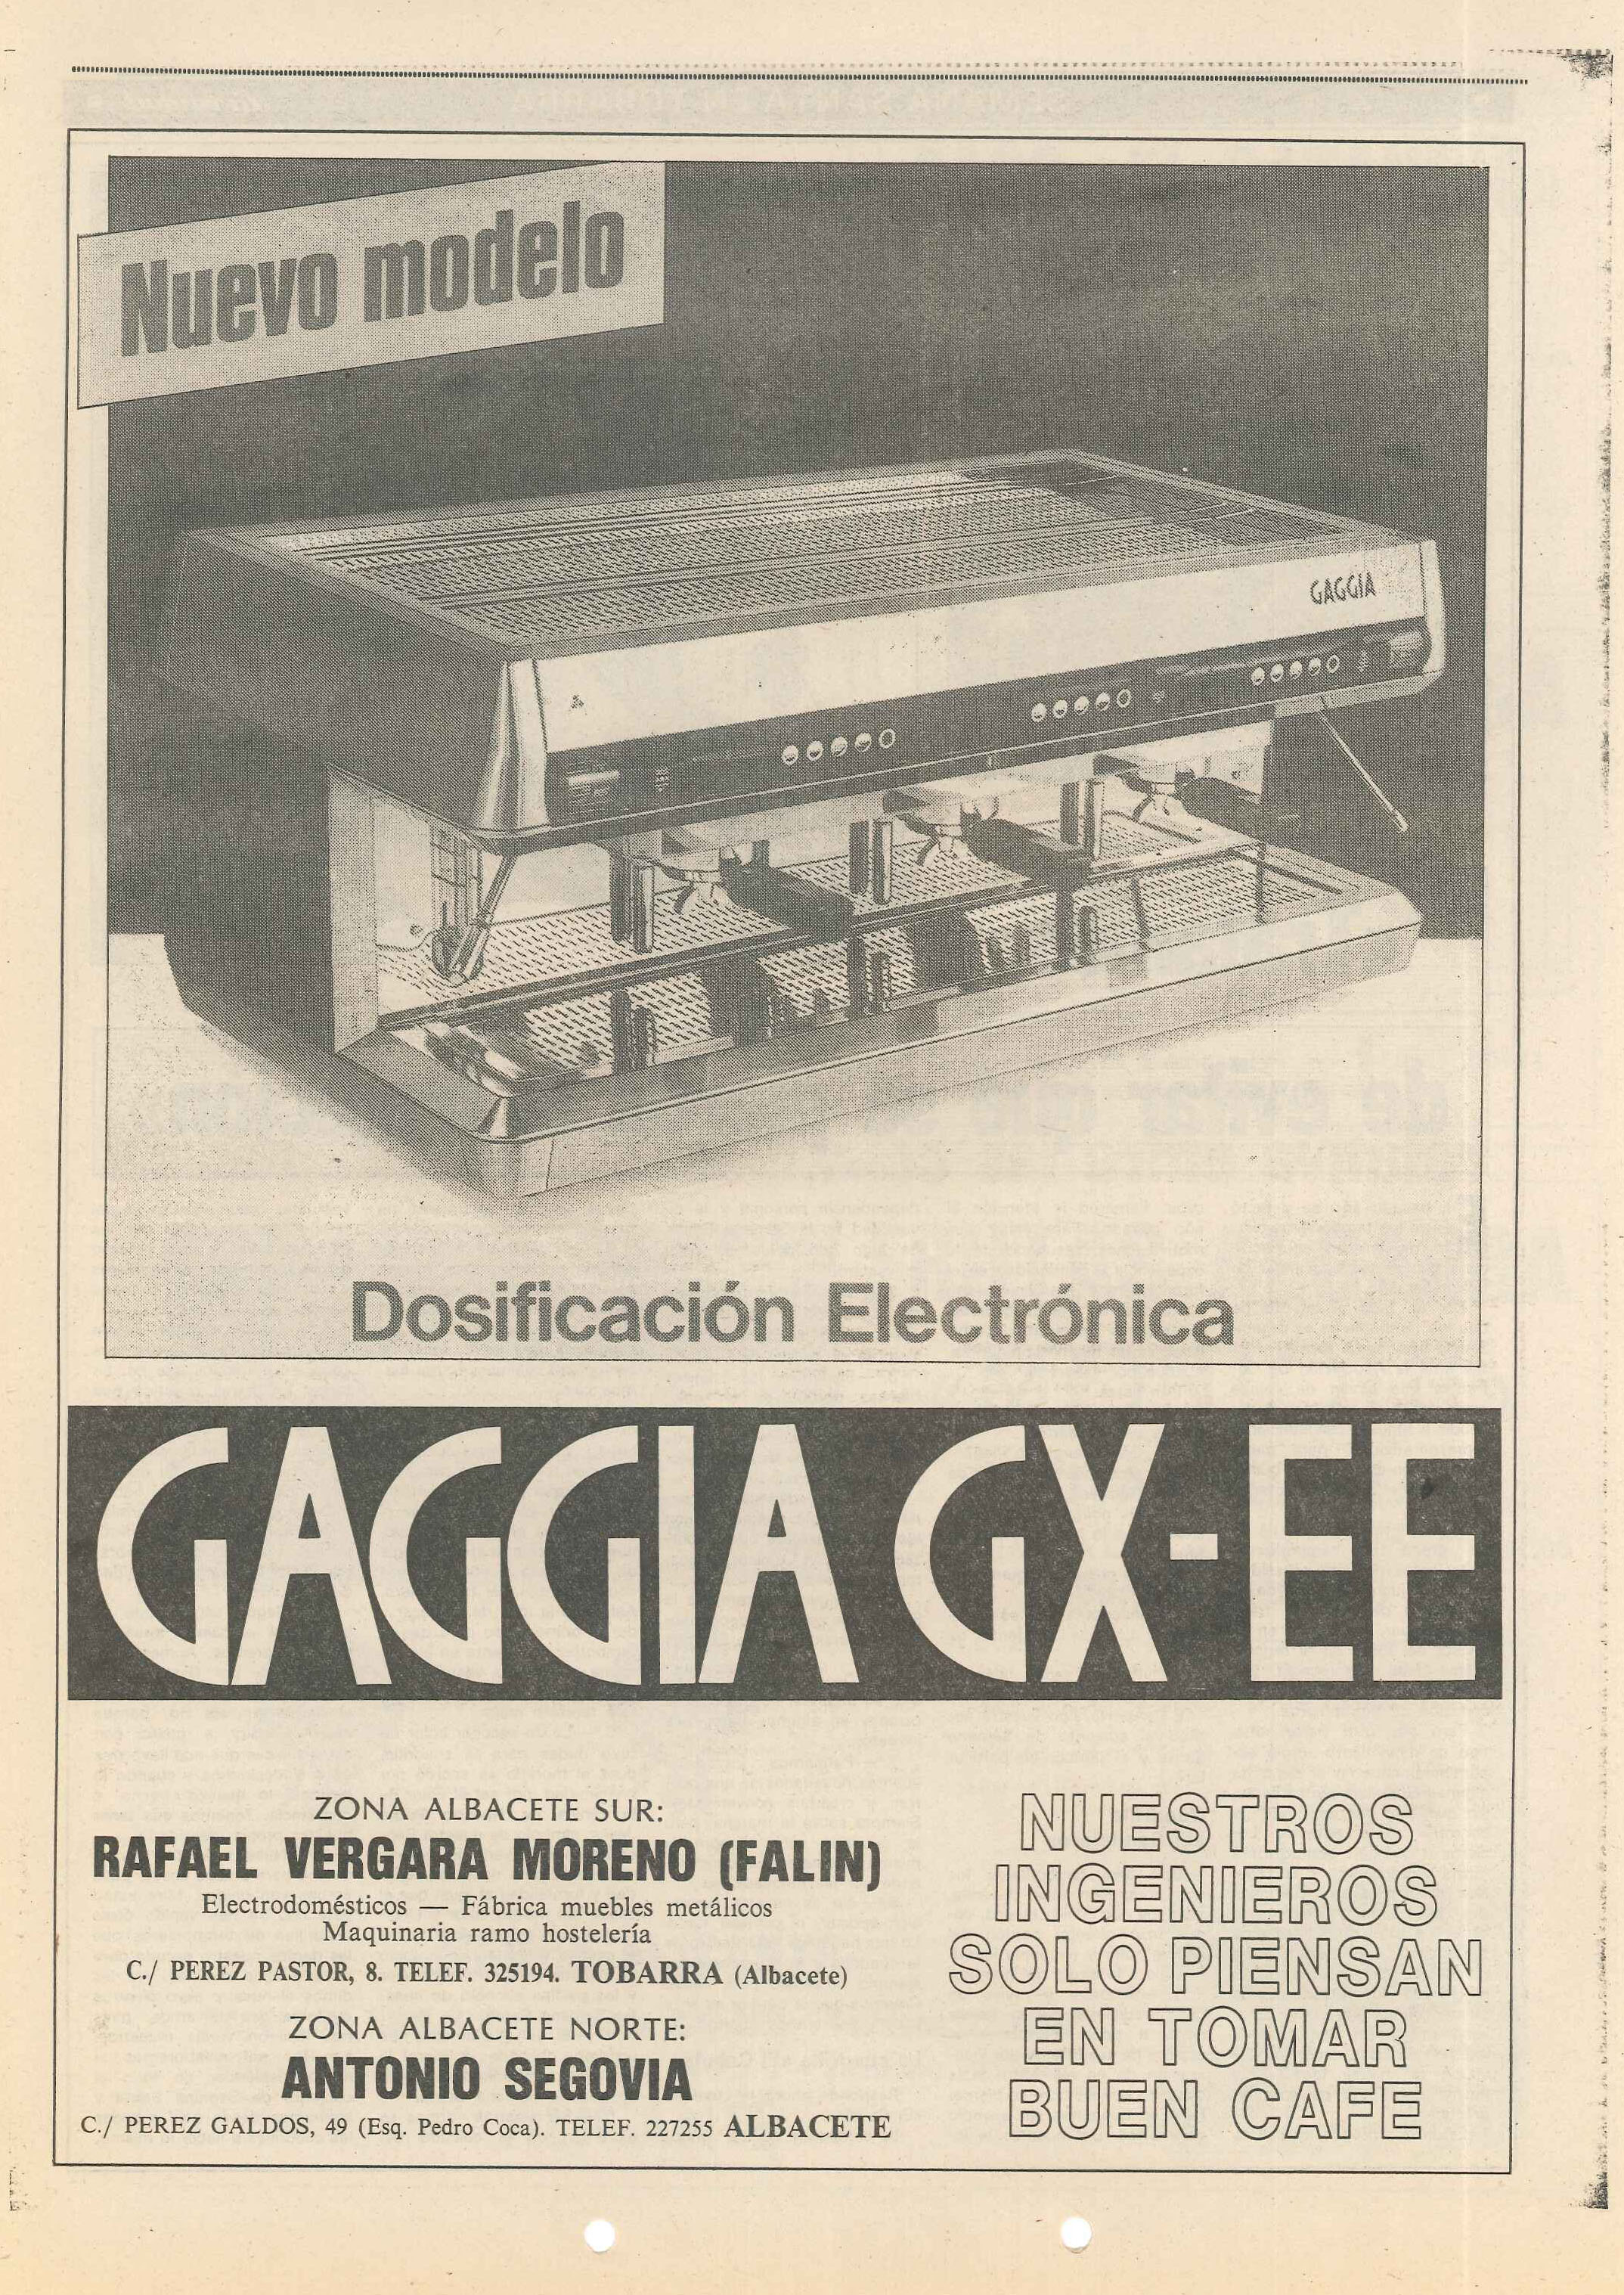 Nuevo modelo
GAGGIA
Dosificación Electrónica
GAGGIA GX-EE
ZONA ALBACETE SUR:
RAFAEL VERGARA MORENO (FALIN)
Electrodomésticos — Fábrica muebles metálicos
Maquinaria ramo hostelería
C./ PEREZ PASTOR, 8. TELEF. 325194. TOBARRA (Albacete)
ZONA ALBACETE NORTE:
ANTONIO SEGOVIA
C./ PEREZ GALDOS, 49 (Esq. Pedro Coca). TELEF. 227255 ALBACETE
NUESTROS
INGENIEROS
SOLO PIENSAN
EN TOMAR
BUEN CAFE